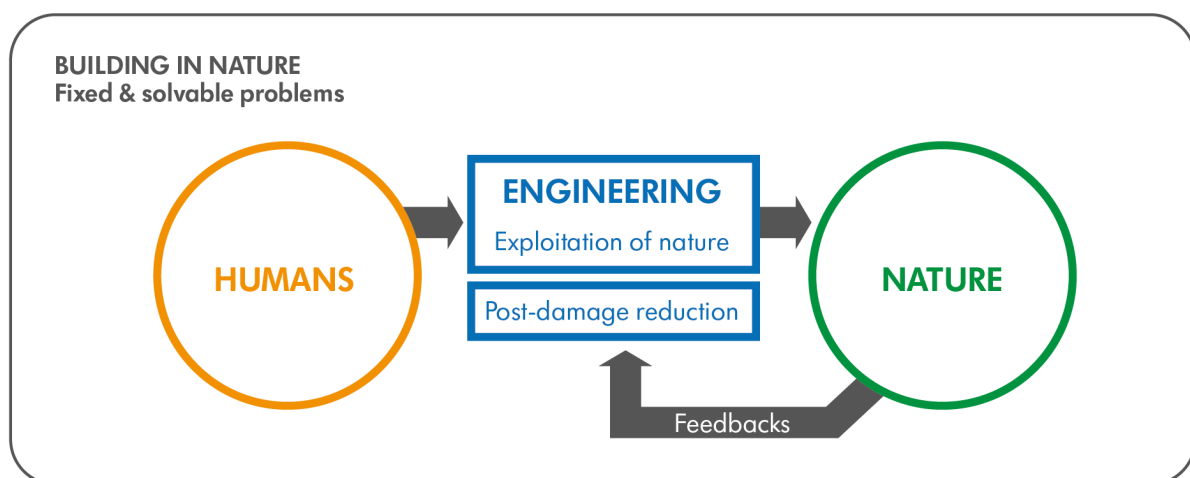 BUILDING IN NATURE
Fixed & solvable problems
HUMANS
ENGINEERING
Exploitation of nature
Post-damage reduction
NATURE
Feedbacks